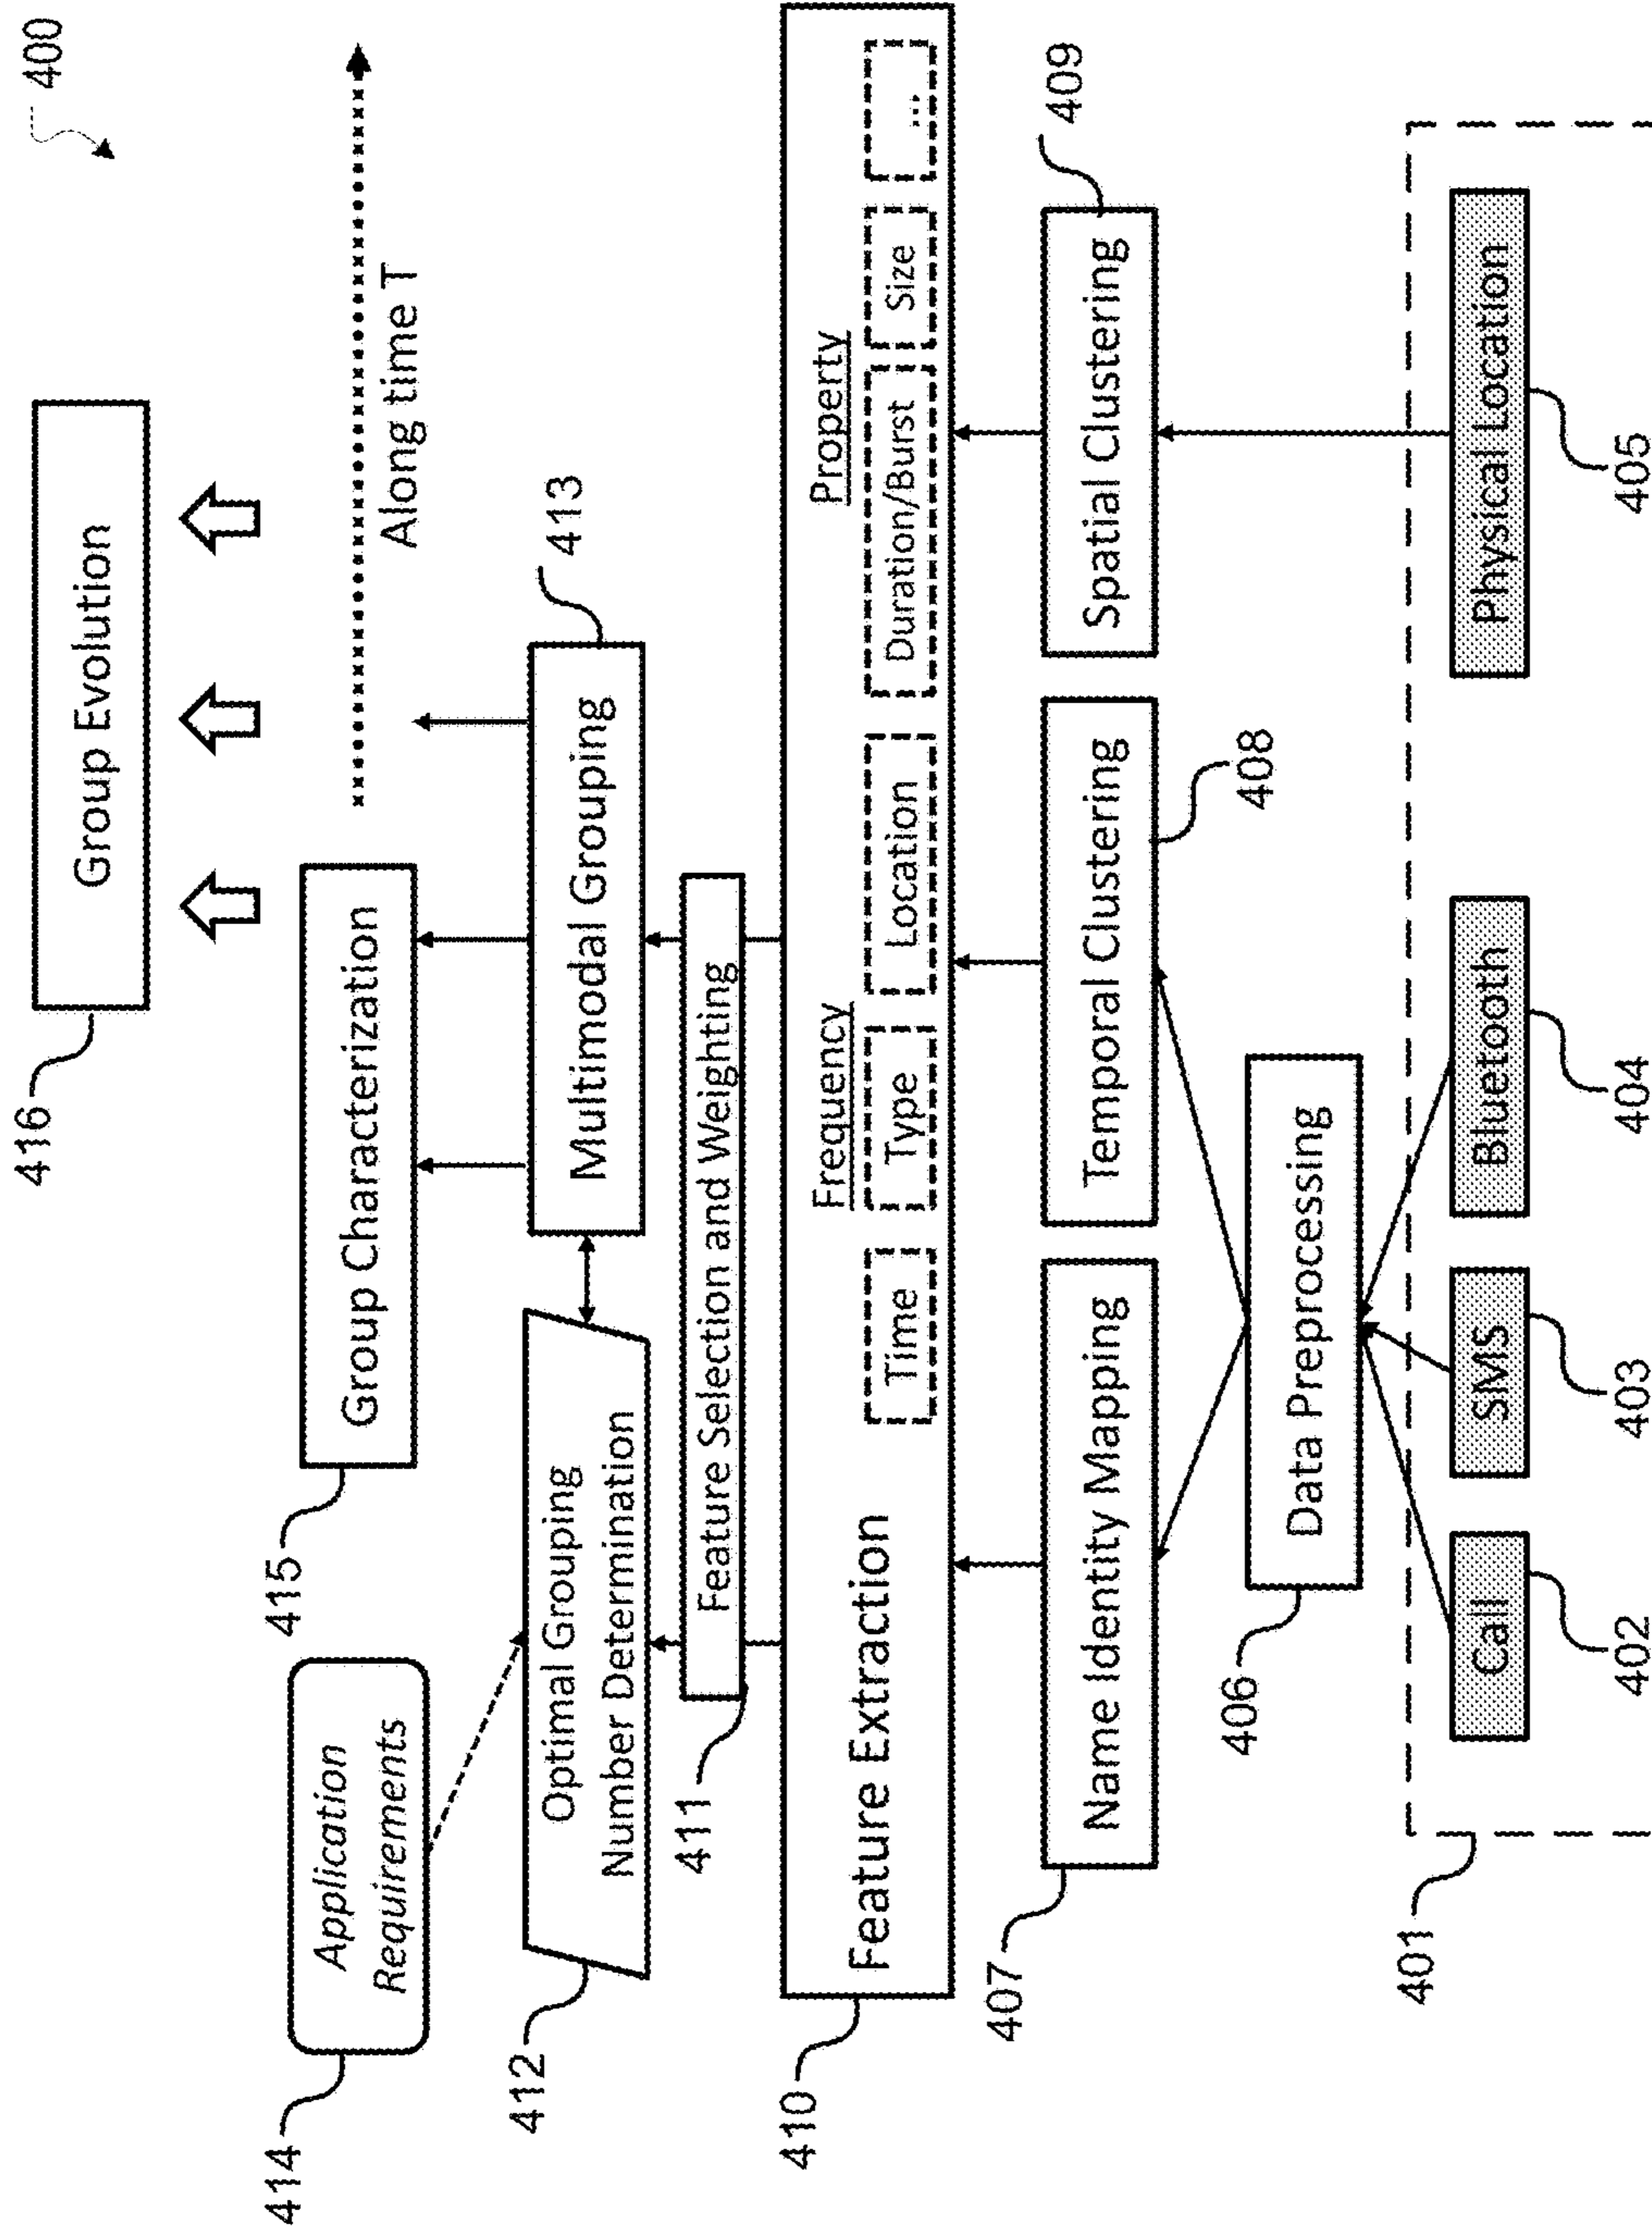 400
416
Group Evolution
Along time T
415
Group Characterization
414
Application
Requirements
412
Optimal Grouping
Number Determination
Multimodal Grouping
413
411
Feature Selection and Weighting
410
Feature Extraction
Frequency
Property
Time
Type
Location
Duration/Burst
Size
...
407
Name Identity Mapping
Temporal Clustering
408
Spatial Clustering
409
406
Data Preprocessing
401
Call
SMS
Bluetooth
Physical Location
402
403
404
405